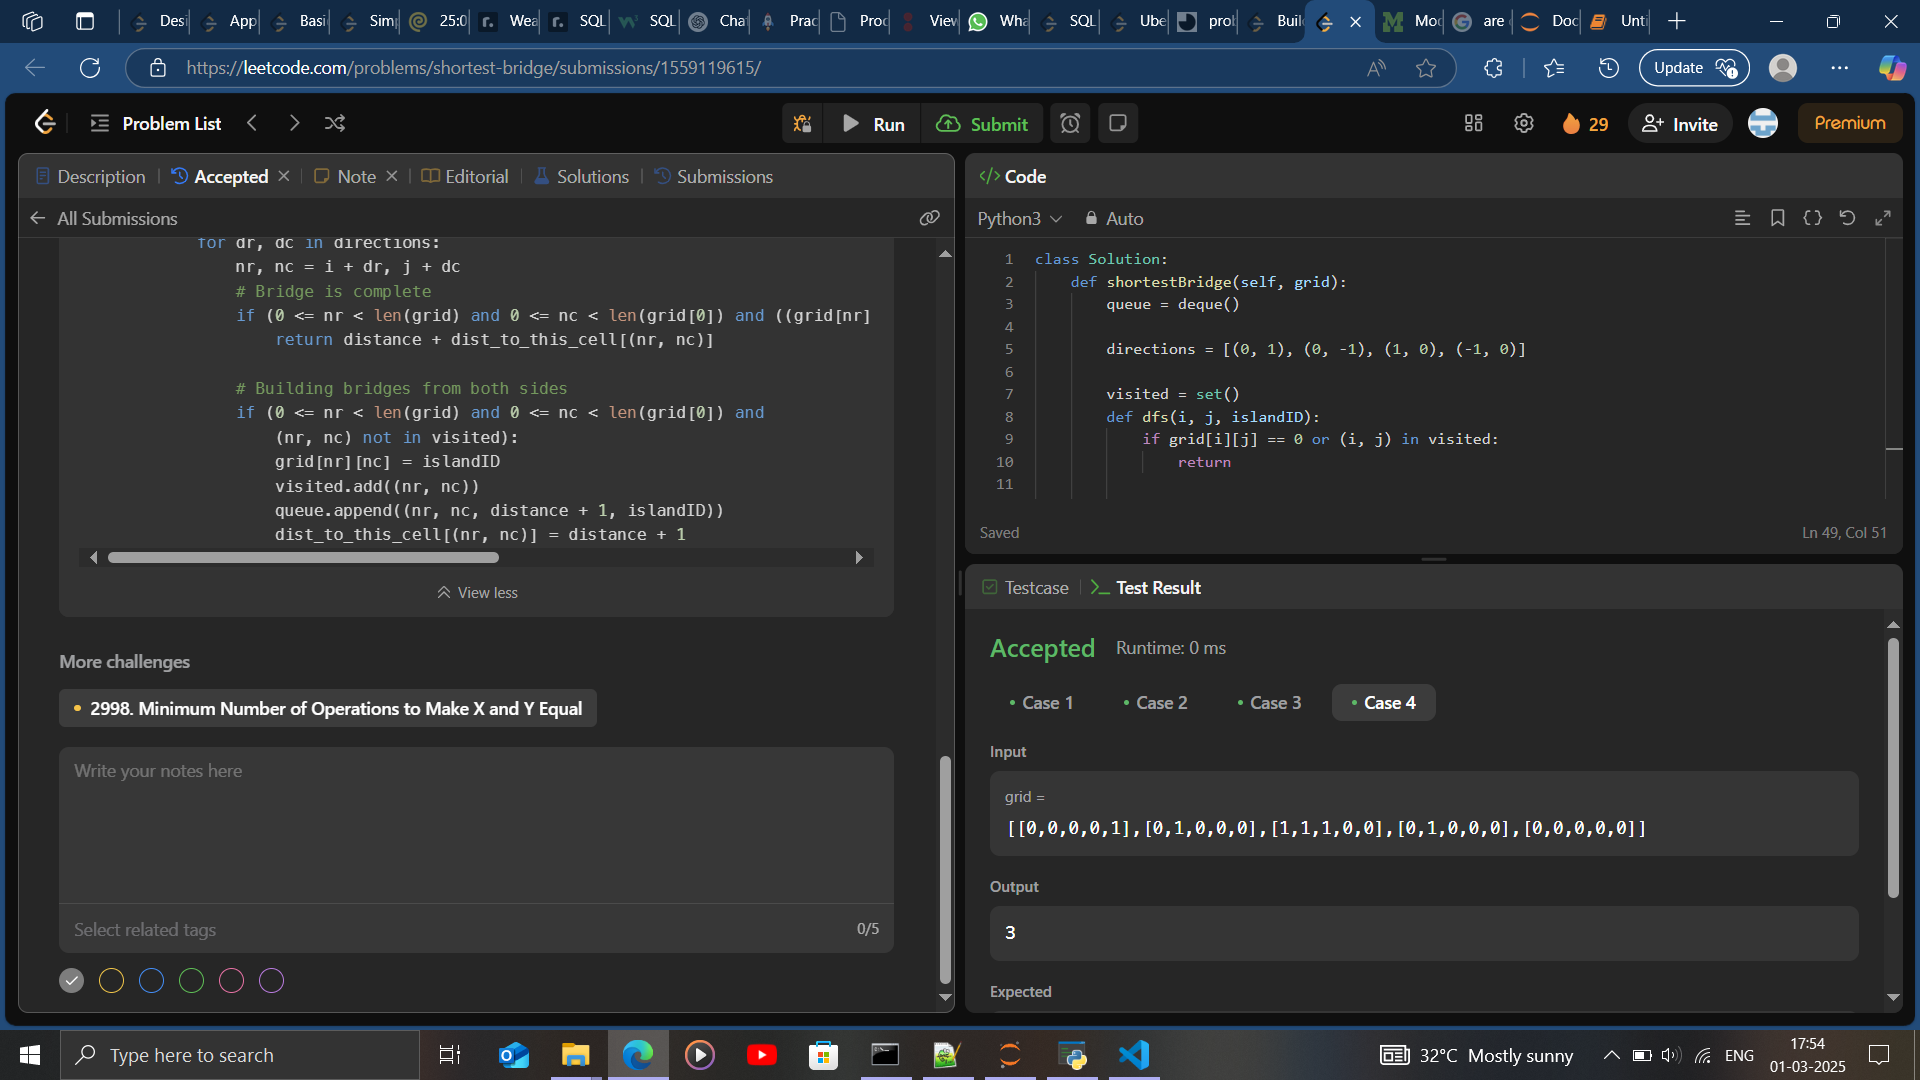 Desi
App
Basi
Sim
25:0
Wea
SQL
SQL
Cha
Prac
Proc
View
Wha
SQL
Ube
prob
Buil
Moc
are
Doc
Unti
https://leetcode.com/problems/shortest-bridge/submissions/1559119615/
Update
Problem List
Run
Submit
29
Invite
Premium
Description
Accepted
Note
Editorial
Solutions
Submissions
All Submissions
for dr, dc in directions:
nr, nc = i + dr, j + dc
# Bridge is complete
if (0 <= nr < len(grid) and 0 <= nc < len(grid[0]) and ((grid[nr]
return distance + dist_to_this_cell[(nr, nc)]
# Building bridges from both sides
if (0 <= nr < len(grid) and 0 <= nc < len(grid[0]) and
(nr, nc) not in visited):
grid[nr][nc] = islandID
visited.add((nr, nc))
queue.append((nr, nc, distance + 1, islandID))
dist_to_this_cell[(nr, nc)] = distance + 1
View less
More challenges
2998. Minimum Number of Operations to Make X and Y Equal
Write your notes here
Select related tags
0/5
</> Code
Python3
Auto
1 class Solution:
2 def shortestBridge(self, grid):
3 queue = deque()
4
5 directions = [(0, 1), (0, -1), (1, 0), (-1, 0)]
6
7 visited = set()
8 def dfs(i, j, islandID):
9 if grid[i][j] == 0 or (i, j) in visited:
10 return
11
Saved
Ln 49, Col 51
Testcase
Test Result
Accepted
Runtime: 0 ms
Case 1
Case 2
Case 3
Case 4
Input
grid =
[[0,0,0,0,1],[0,1,0,0,0],[1,1,1,0,0],[0,1,0,0,0],[0,0,0,0,0]]
Output
3
Expected
Type here to search
32°C Mostly sunny
ENG
17:54
01-03-2025